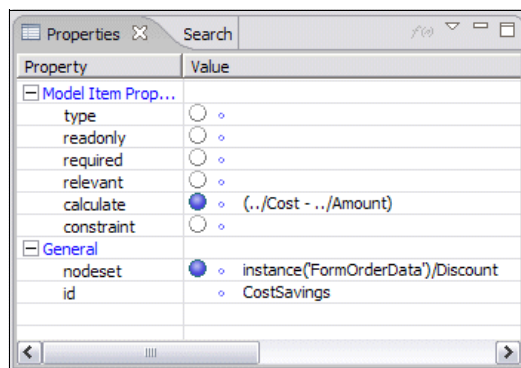 Properties Search f(x)
Property Value
Model Item Prop...
type
readonly
required
relevant
calculate (../Cost - ../Amount)
constraint
General
nodeset instance('FormOrderData')/Discount
id CostSavings